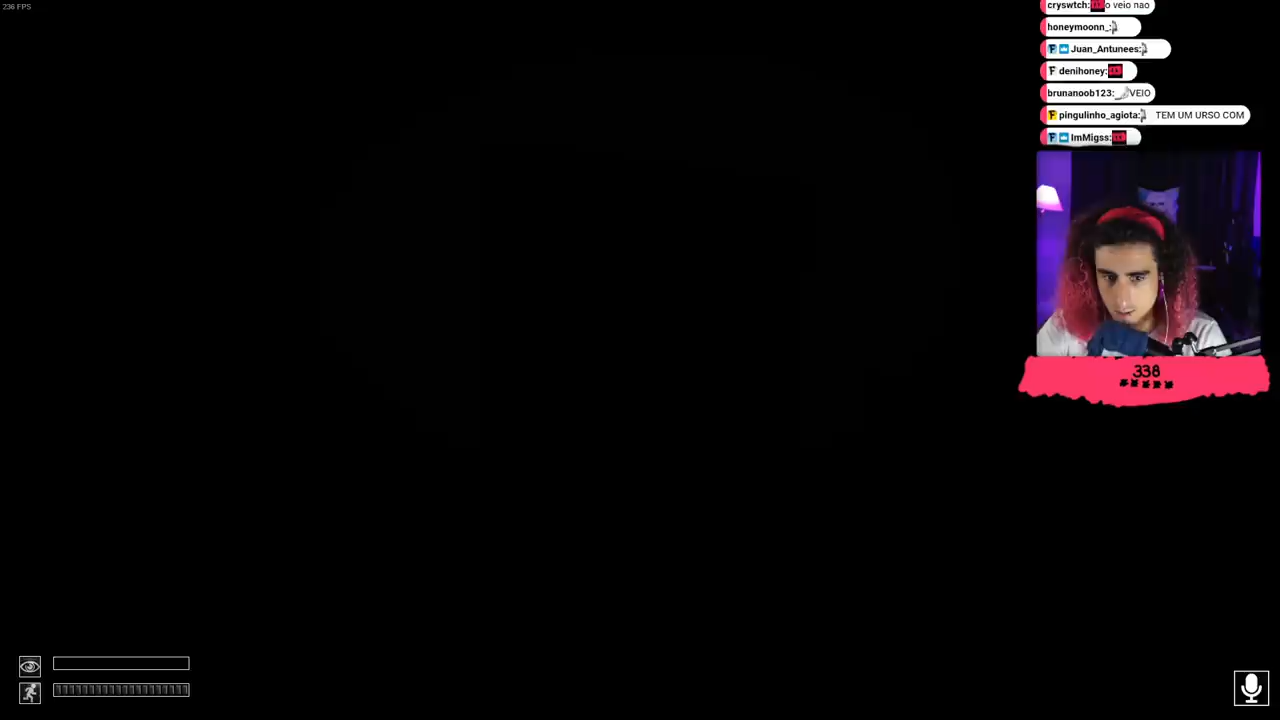 236 FPS
cryswtch: o veio nao
honeymoonn_:
Juan_Antunees:
denihoney:
brunanoob123: VEIO
pingulinho_agiota: TEM UM URSO COM
ImMigss:
338